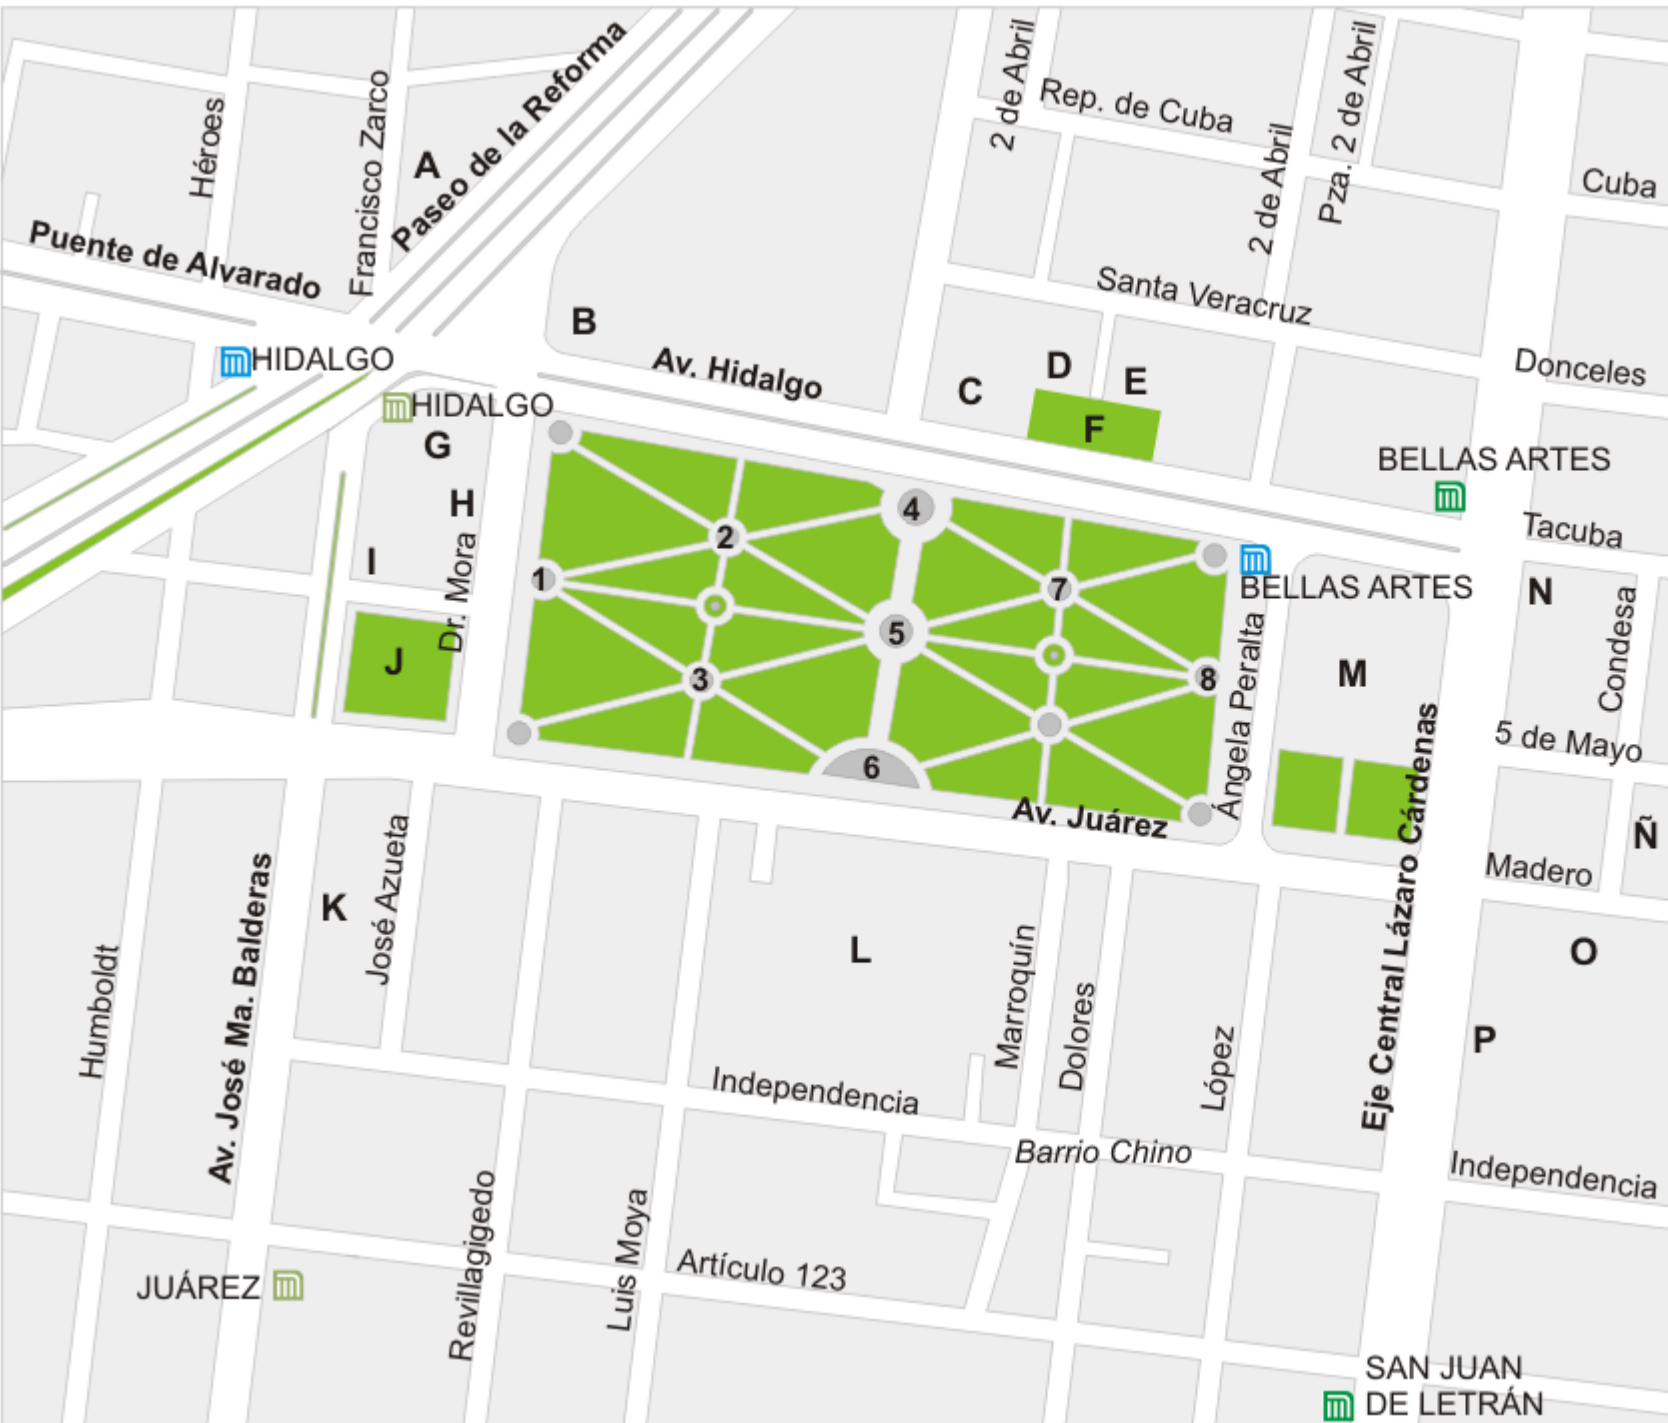 Paseo de la Reforma
2 de Abril
Pza. 2 de Abril
Rep. de Cuba
Francisco Zarco
Héroes
2 de Abril
A
Cuba
Puente de Alvarado
Santa Veracruz
B
HIDALGO
Av. Hidalgo
D
E
C
Donceles
HIDALGO
F
G
BELLAS ARTES
H
4
Tacuba
2
I
1
7
BELLAS ARTES
N
Dr. Mora
5
Condesa
J
3
8
M
Ángela Peralta
5 de Mayo
6
Av. Juárez
Ñ
Madero
Eje Central Lázaro Cárdenas
José Azueta
K
L
O
Av. José Ma. Balderas
Humboldt
Marroquín
Dolores
López
P
Independencia
Barrio Chino
Independencia
Revillagigedo
Luis Moya
Artículo 123
JUÁREZ
SAN JUAN
DE LETRÁN